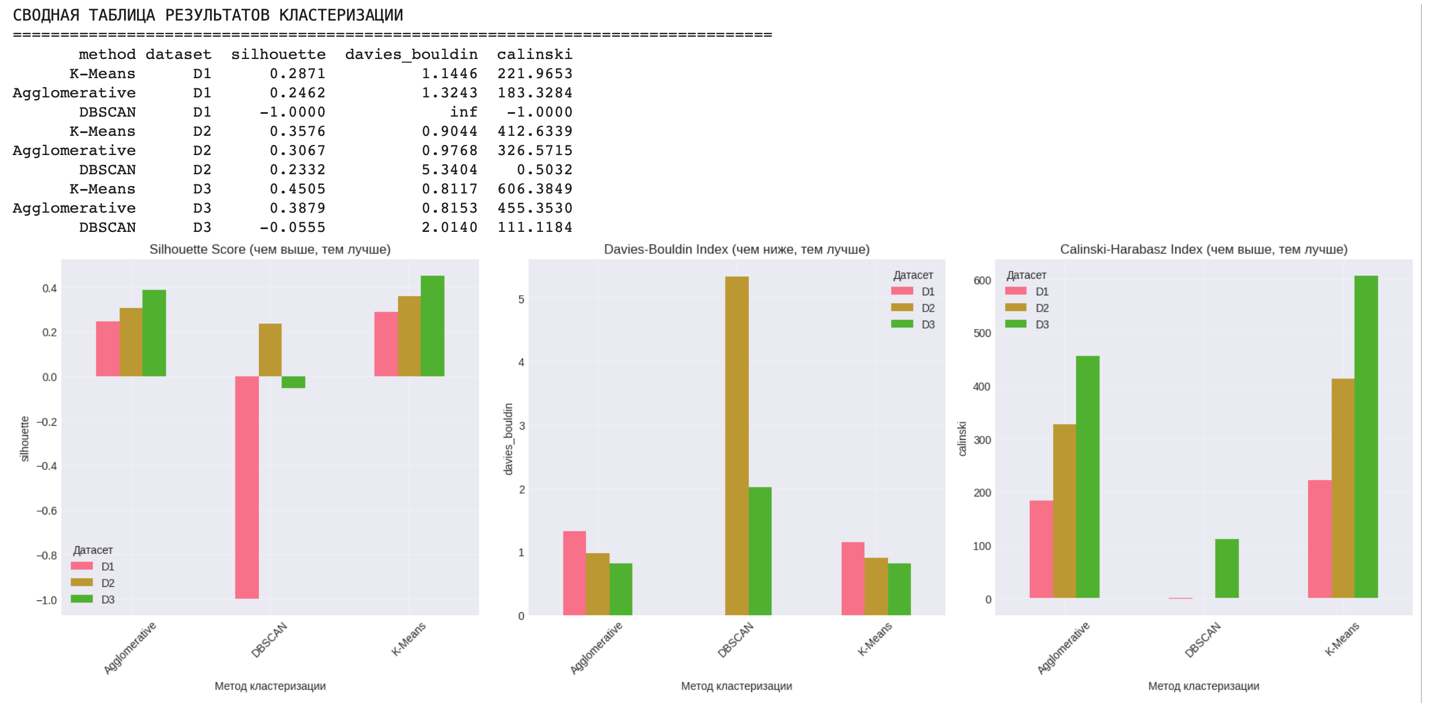 СВОДНАЯ ТАБЛИЦА РЕЗУЛЬТАТОВ КЛАСТЕРИЗАЦИИ
================================================================================
method dataset silhouette davies_bouldin calinski
K-Means D1 0.2871 1.1446 221.9653
Agglomerative D1 0.2462 1.3243 183.3284
DBSCAN D1 -1.0000 inf -1.0000
K-Means D2 0.3576 0.9044 412.6339
Agglomerative D2 0.3067 0.9768 326.5715
DBSCAN D2 0.2332 5.3404 0.5032
K-Means D3 0.4505 0.8117 606.3849
Agglomerative D3 0.3879 0.8153 455.3530
DBSCAN D3 -0.0555 2.0140 111.1184
Silhouette Score (чем выше, тем лучше)
silhouette
0.4
0.2
0.0
−0.2
−0.4
−0.6
−0.8
−1.0
Датасет
D1
D2
D3
Agglomerative
DBSCAN
K-Means
Метод кластеризации
Davies-Bouldin Index (чем ниже, тем лучше)
davies_bouldin
5
4
3
2
1
0
Датасет
D1
D2
D3
Agglomerative
DBSCAN
K-Means
Метод кластеризации
Calinski-Harabasz Index (чем выше, тем лучше)
calinski
600
500
400
300
200
100
0
Датасет
D1
D2
D3
Agglomerative
DBSCAN
K-Means
Метод кластеризации